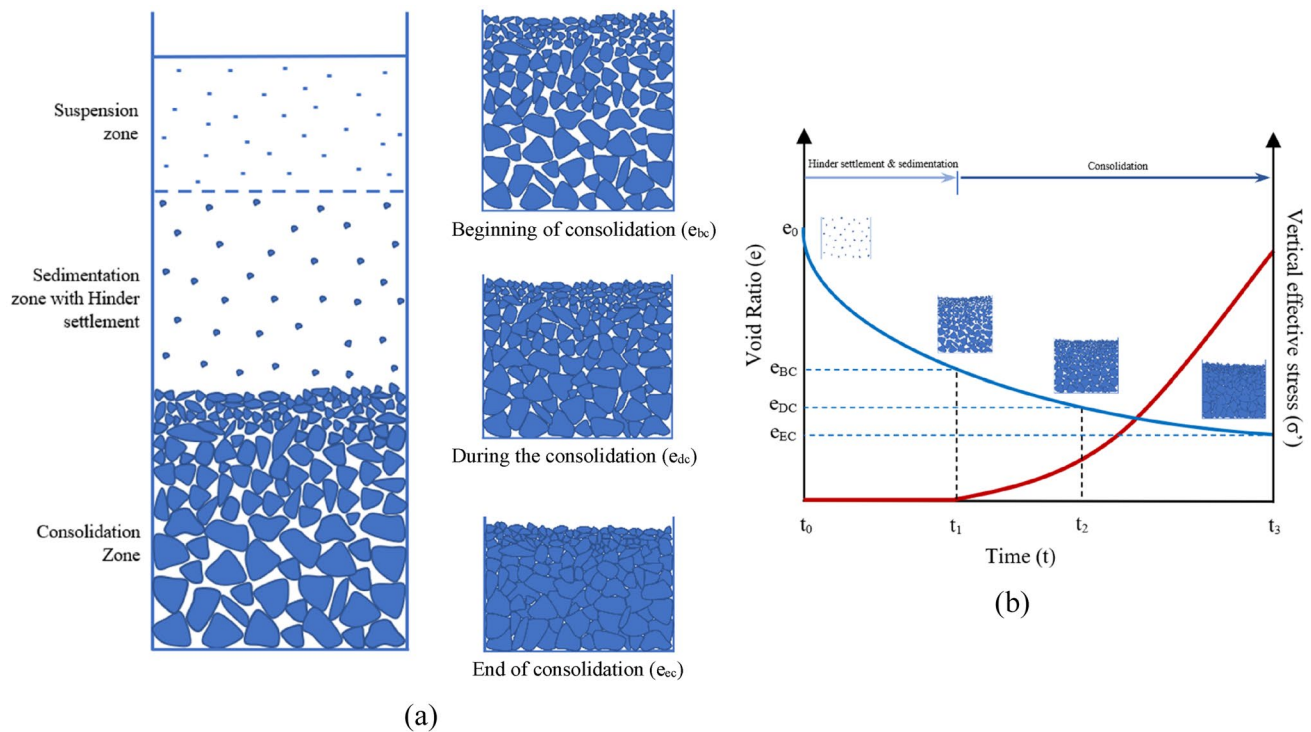 Suspension
zone
Sedimentation
zone with Hinder
settlement
Consolidation
Zone
Beginning of consolidation (ebc)
During the consolidation (edc)
End of consolidation (eec)
(a)
Hinder settlement & sedimentation
Consolidation
Void Ratio (e)
e0
eBC
eDC
eEC
Vertical effective
stress (σ')
t0
t1
t2
t3
Time (t)
(b)